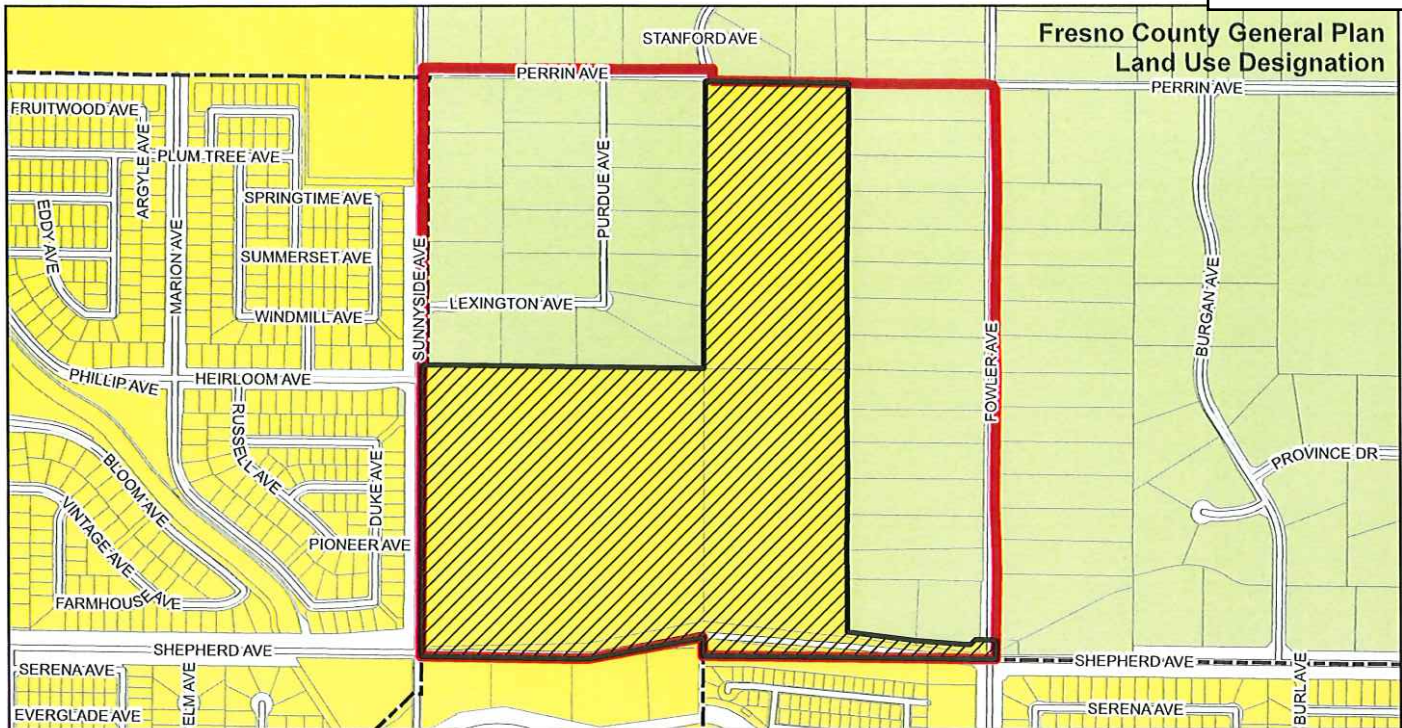 Fresno County General Plan
Land Use Designation
STANFORD AVE
PERRIN AVE
PERRIN AVE
FRUITWOOD AVE
ARGYLE AVE
PLUM TREE AVE
SPRINGTIME AVE
EDDY AVE
MARION AVE
SUMMERSET AVE
WINDMILL AVE
SUNNYSIDE AVE
PURDUE AVE
LEXINGTON AVE
BURGAN AVE
FOWLER AVE
PHILLIP AVE
HEIRLOOM AVE
RUSSELL AVE
DUKE AVE
BLOOM AVE
VINTAGE AVE
PIONEER AVE
FARMHOUSE AVE
PROVINCE DR
SHEPHERD AVE
SHEPHERD AVE
SERENA AVE
ELM AVE
EVERGLADE AVE
SERENA AVE
BURL AVE